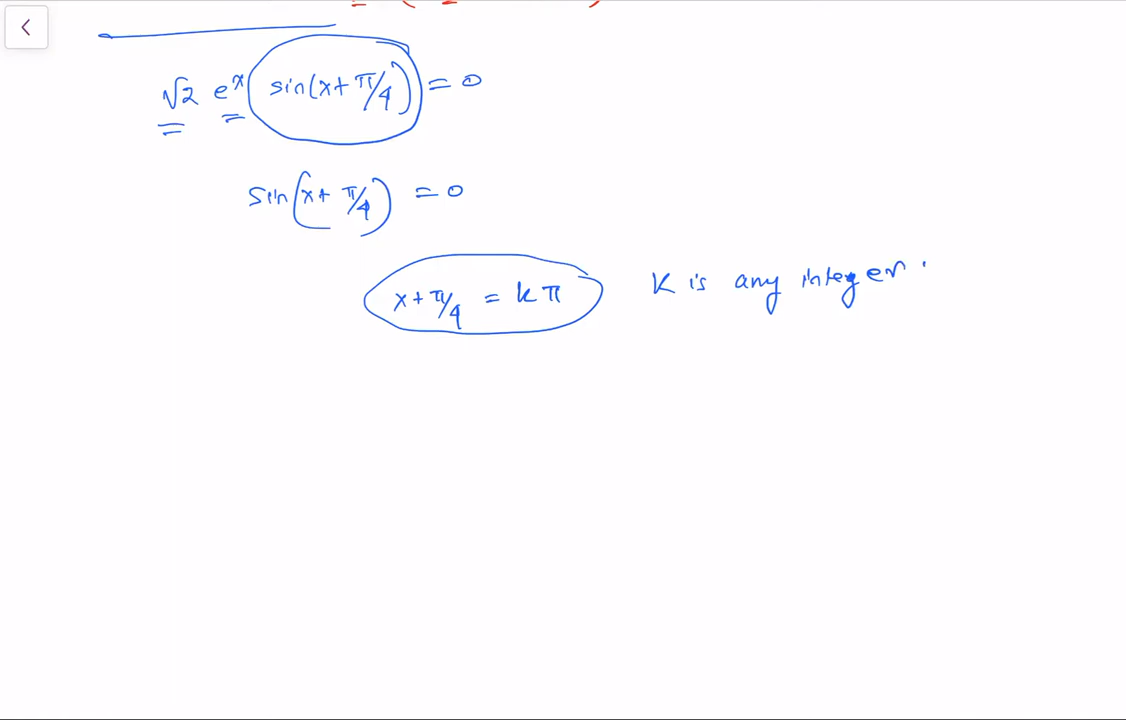 √2 e^x sin(x + π/4) = 0
sin(x + π/4) = 0
x + π/4 = kπ K is any integer.